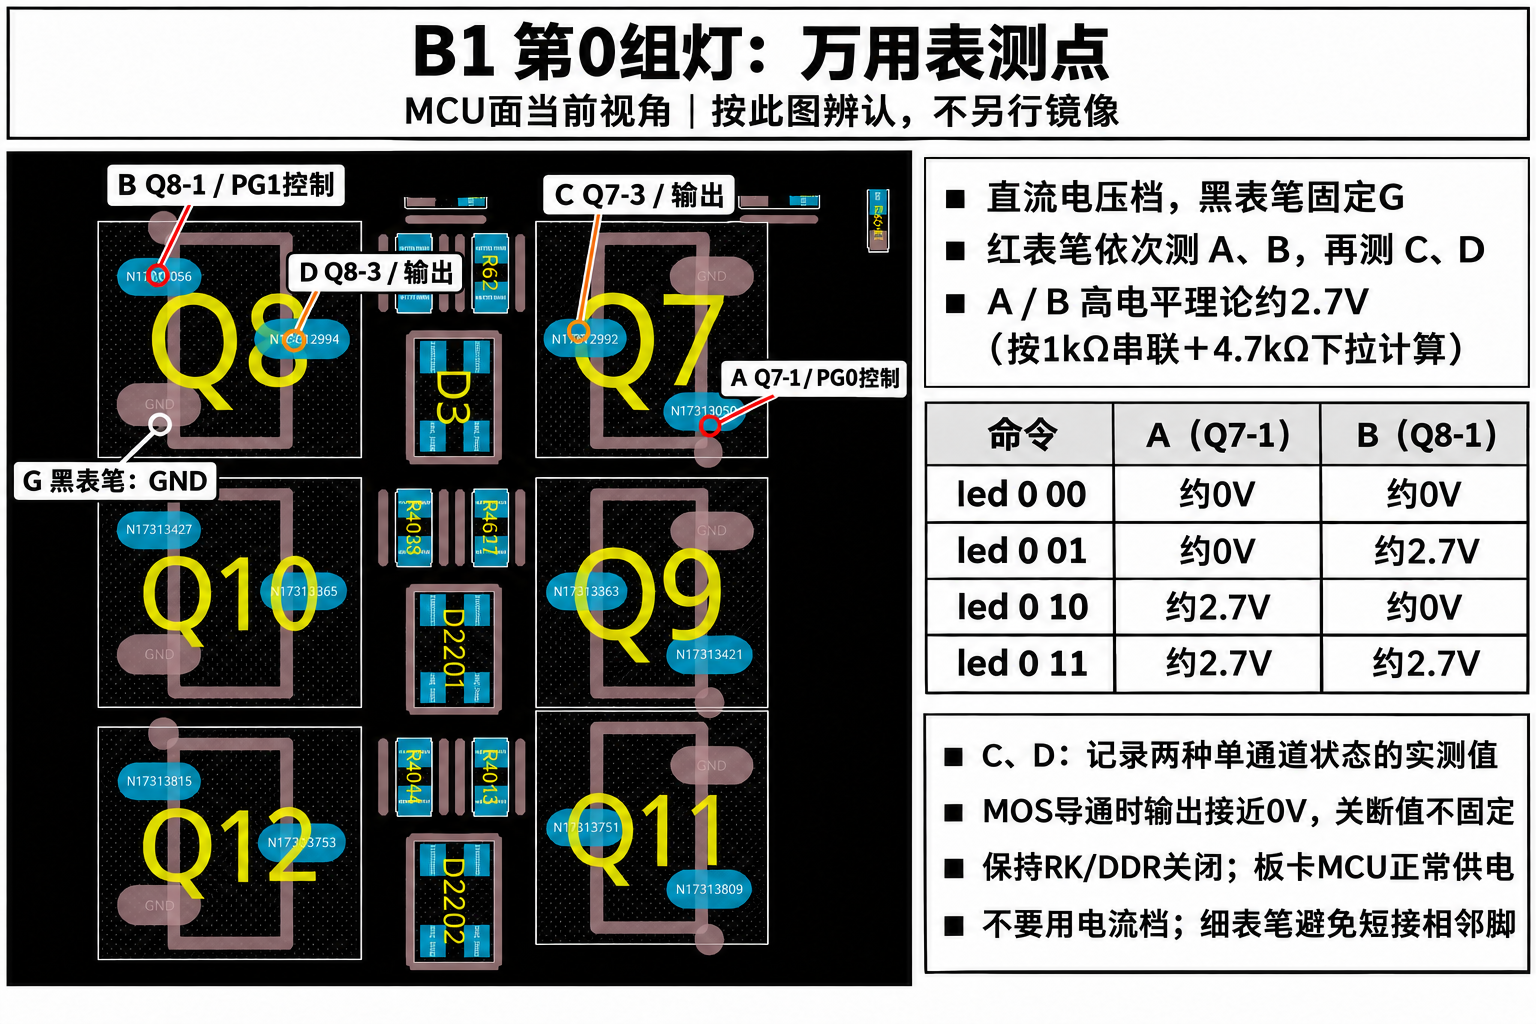 B1 第0组灯：万用表测点
MCU面当前视角｜按此图辨认，不另行镜像
B Q8-1 / PG1控制
C Q7-3 / 输出
D Q8-3 / 输出
A Q7-1/PG0控制
G 黑表笔：GND
Q8
GND
R62
D3
Q7
N17312992
GND
N17313050
N17313427
Q10
N17313365
GND
R4038
R4627
D2201
GND
N17313363
Q9
N17313421
N17313815
Q12
N17313753
GND
R4044
R4013
D2202
GND
N17313751
Q11
N17313809
■ 直流电压档，黑表笔固定G
■ 红表笔依次测 A、B，再测 C、D
■ A / B 高电平理论约2.7V
（按1kΩ串联＋4.7kΩ下拉计算）
命令 A（Q7-1） B（Q8-1）
led 0 00 约0V 约0V
led 0 01 约0V 约2.7V
led 0 10 约2.7V 约0V
led 0 11 约2.7V 约2.7V
■ C、D：记录两种单通道状态的实测值
■ MOS导通时输出接近0V，关断值不固定
■ 保持RK/DDR关闭；板卡MCU正常供电
■ 不要用电流档；细表笔避免短接相邻脚